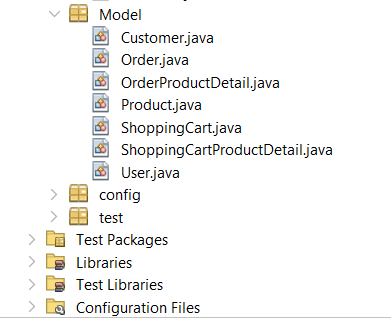 Model
Customer.java
Order.java
OrderProductDetail.java
Product.java
ShoppingCart.java
ShoppingCartProductDetail.java
User.java
config
test
Test Packages
Libraries
Test Libraries
Configuration Files